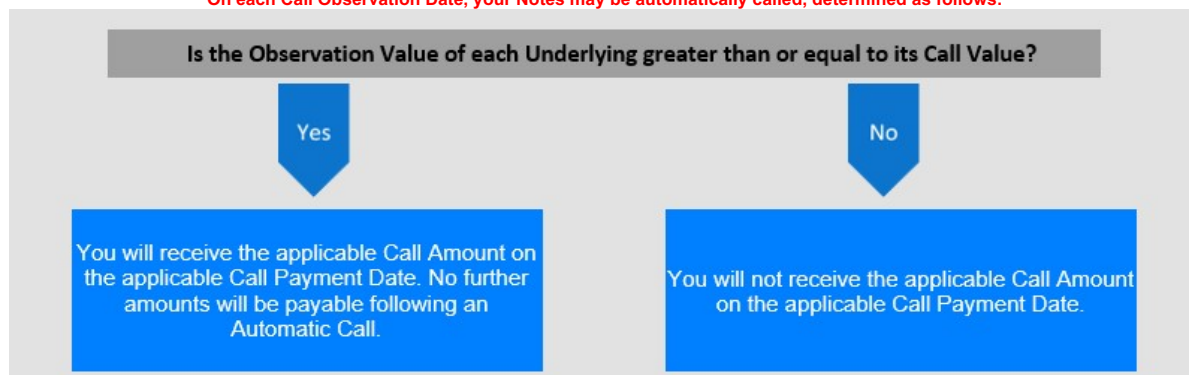 On each Call Observation Date, your Notes may be automatically called, determined as follows:
Is the Observation Value of each Underlying greater than or equal to its Call Value?
Yes
No
You will receive the applicable Call Amount on
the applicable Call Payment Date. No further
amounts will be payable following an
Automatic Call.
You will not receive the applicable Call Amount
on the applicable Call Payment Date.